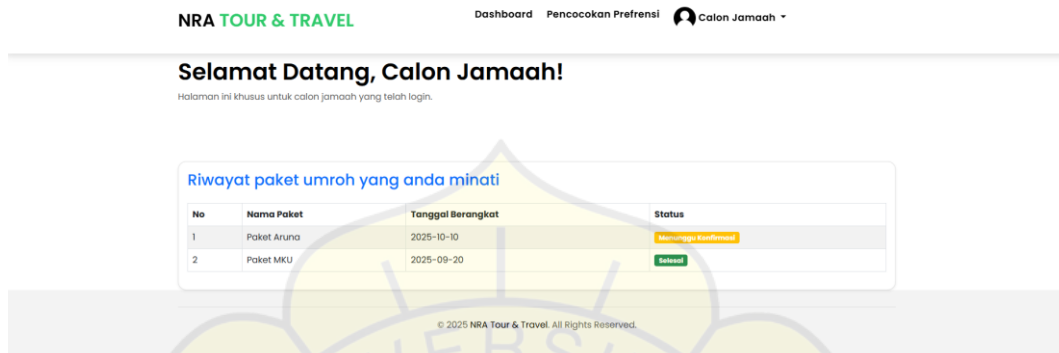 NRA TOUR & TRAVEL Dashboard Pencocokan Prefrensi Calon Jamaah
Selamat Datang, Calon Jamaah!
Halaman ini khusus untuk calon jamaah yang telah login.
Riwayat paket umroh yang anda minati
No Nama Paket Tanggal Berangkat Status
1 Paket Aruna 2025-10-10 Menunggu Konfirmasi
2 Paket MKU 2025-09-20 Selesai
© 2025 NRA Tour & Travel. All Rights Reserved.
ERSI